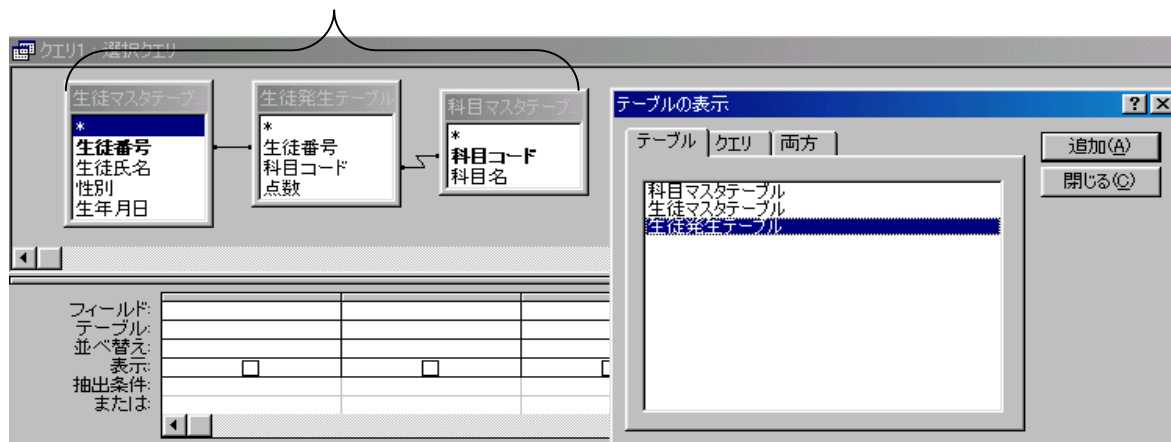 クエリ1:選択クエリ
生徒マスタテーブ...
*
生徒番号
生徒氏名
性別
生年月日
生徒発生テーブル
*
生徒番号
科目コード
点数
科目マスタテーブ...
*
科目コード
科目名
フィールド:
テーブル:
並べ替え:
表示:
抽出条件:
または:
テーブルの表示
テーブル
クエリ
両方
科目マスタテーブル
生徒マスタテーブル
生徒発生テーブル
追加(A)
閉じる(C)